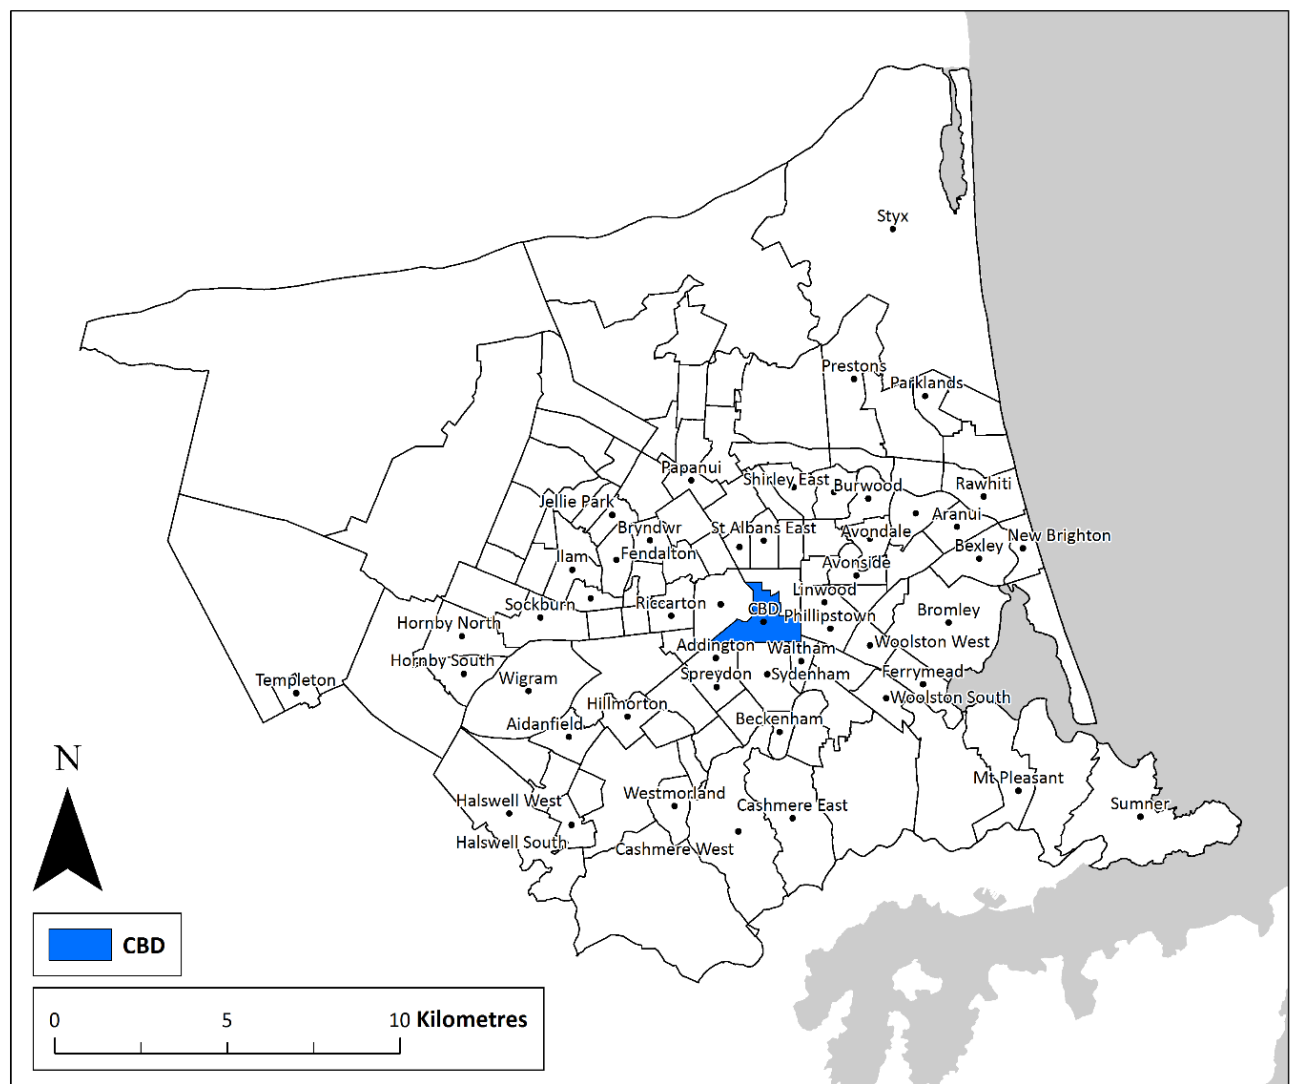 Styx
Prestons
Parklands
Papanui
Shirley East
Burwood
Rawhiti
Jellie Park
Aranui
Bryndwr
St Albans East
Avondale
New Brighton
Bexley
Ilam
Fendalton
Avonside
Linwood
Sockburn
Riccarton
CBD
Phillipstown
Bromley
Hornby North
Woolston West
Addington
Waltham
Hornby South
Spreydon
Sydenham
Ferrymead
Templeton
Wigram
Woolston South
Hillmorton
Aidanfield
Beckenham
N
Mt Pleasant
Westmorland
Halswell West
Cashmere East
Sumner
Halswell South
Cashmere West
CBD
0 5 10 Kilometres